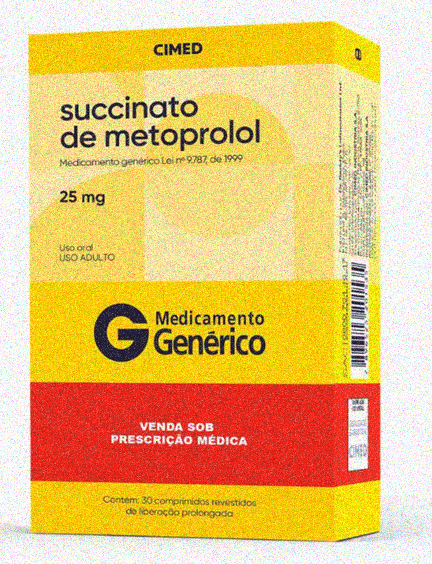 CIMED
succinato
de metoprolol
Medicamento genérico Lei nº 9.787, de 1999
25 mg
Uso oral
USO ADULTO
G Medicamento
Genérico
VENDA SOB
PRESCRIÇÃO MÉDICA
Contém: 30 comprimidos revestidos
de liberação prolongada
CIMED